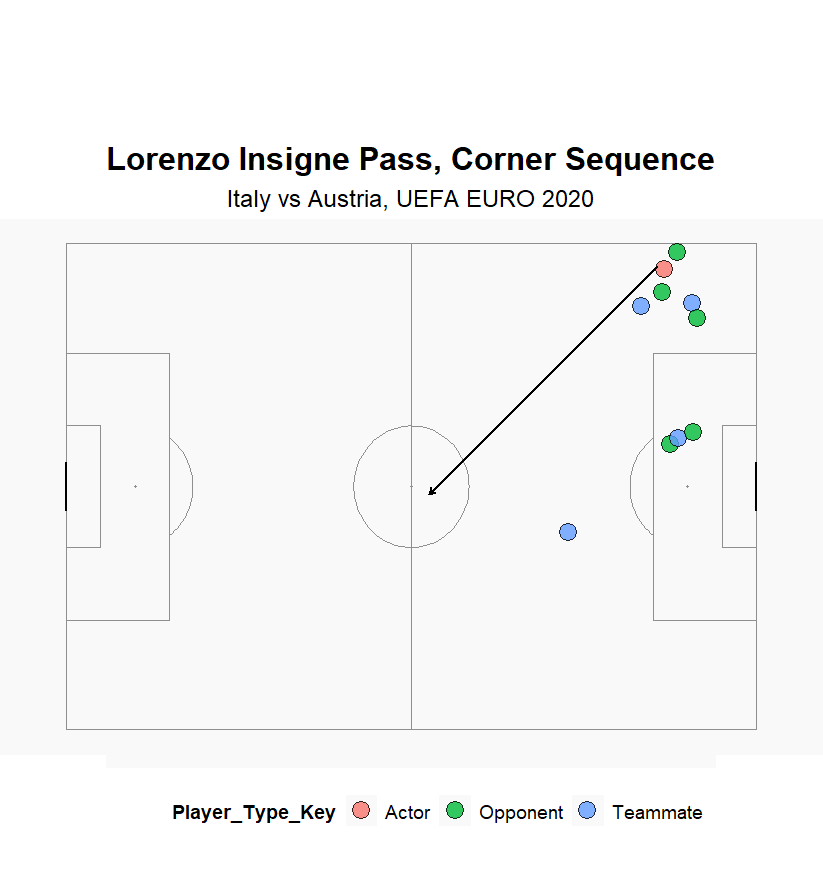 Lorenzo Insigne Pass, Corner Sequence
Italy vs Austria, UEFA EURO 2020
Player_Type_Key Actor Opponent Teammate